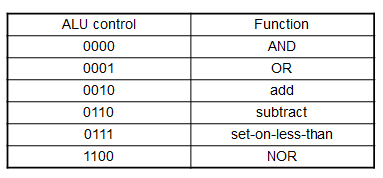 ALU control Function
0000 AND
0001 OR
0010 add
0110 subtract
0111 set-on-less-than
1100 NOR